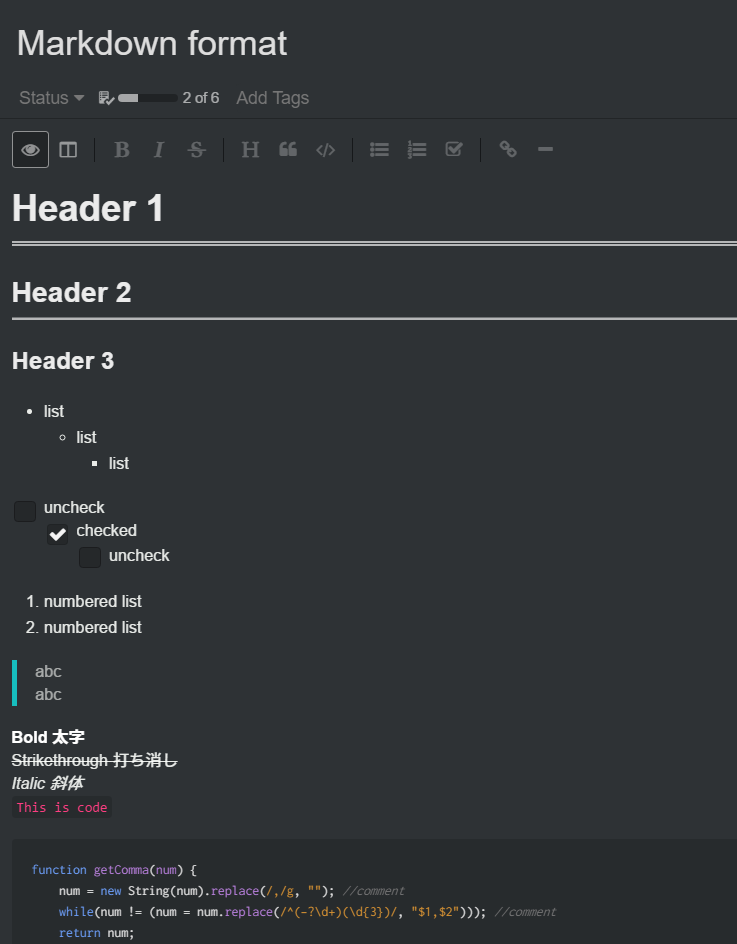 Markdown format
Status 2 of 6 Add Tags
B I S H </>
Header 1
Header 2
Header 3
• list
◦ list
▪ list
uncheck
checked
uncheck
1. numbered list
2. numbered list
abc
abc
Bold 太字
Strikethrough 打ち消し
Italic 斜体
This is code
function getComma(num) {
num = new String(num).replace(/,/g, ""); //comment
while(num != (num = num.replace(/^(-?\d+)(\d{3})/, "$1,$2"))); //comment
return num;